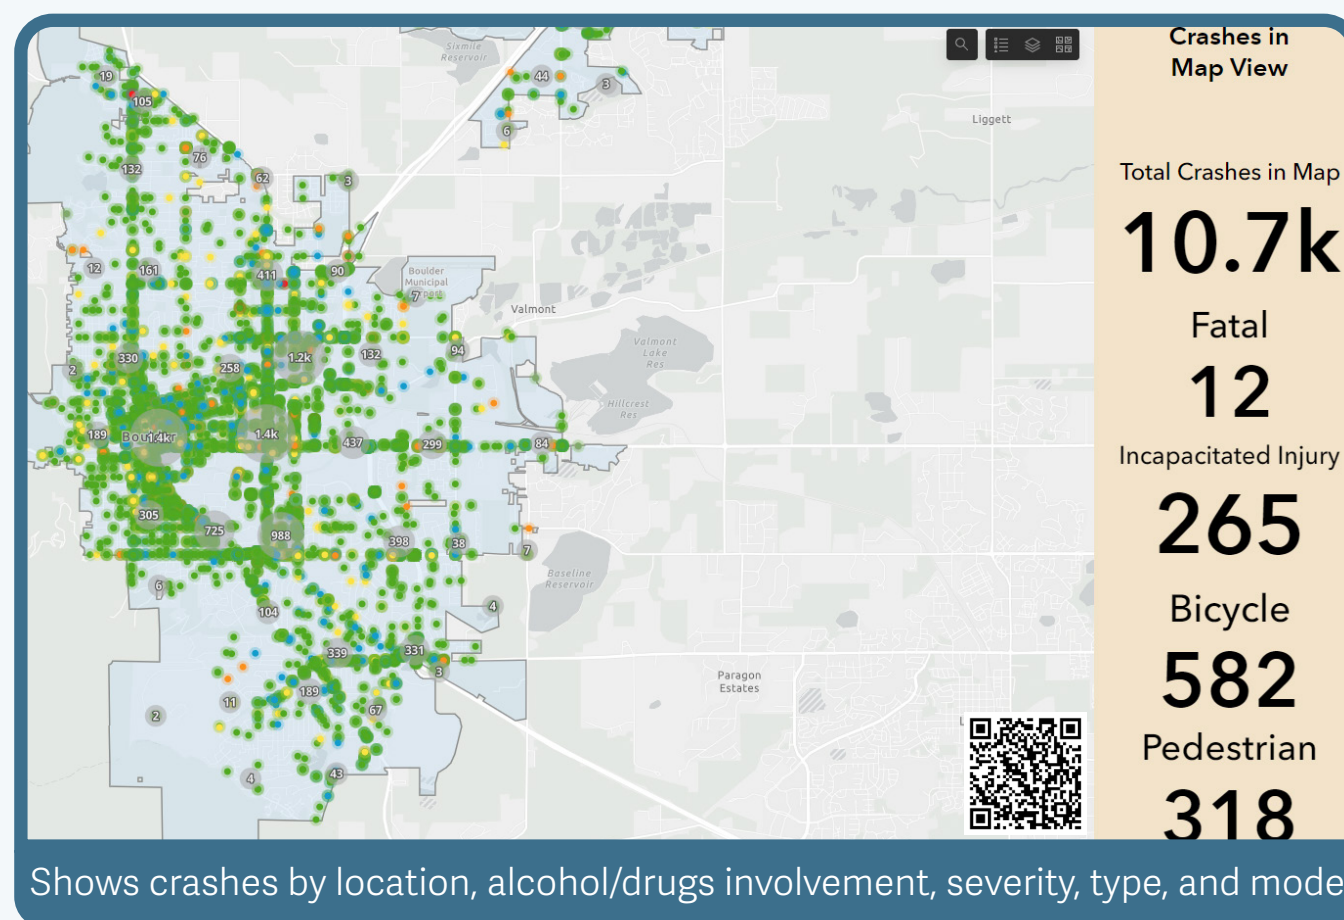 Crashes in
Map View
Total Crashes in Map
10.7k
Fatal
12
Incapacitated Injury
265
Bicycle
582
Pedestrian
318
Sixmile
Reservoir
Liggett
19
105
44
3
6
132
76
62
3
12
161
411
90
Boulder
Municipal
Airport
7
Valmont
Valmont
Lake
Res
330
2
258
1.2k
132
94
Hillcrest
Res
189
Boulder
1.4k
1.4k
437
299
84
305
725
988
398
38
7
Baseline
Reservoir
6
104
4
339
331
3
Paragon
Estates
189
11
2
67
4
43
Shows crashes by location, alcohol/drugs involvement, severity, type, and mode